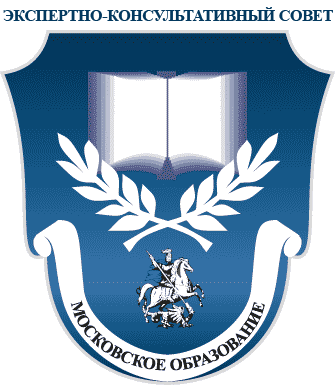 ЭКСПЕРТНО-КОНСУЛЬТАТИВНЫЙ СОВЕТ
МОСКОВСКОЕ ОБРАЗОВАНИЕ